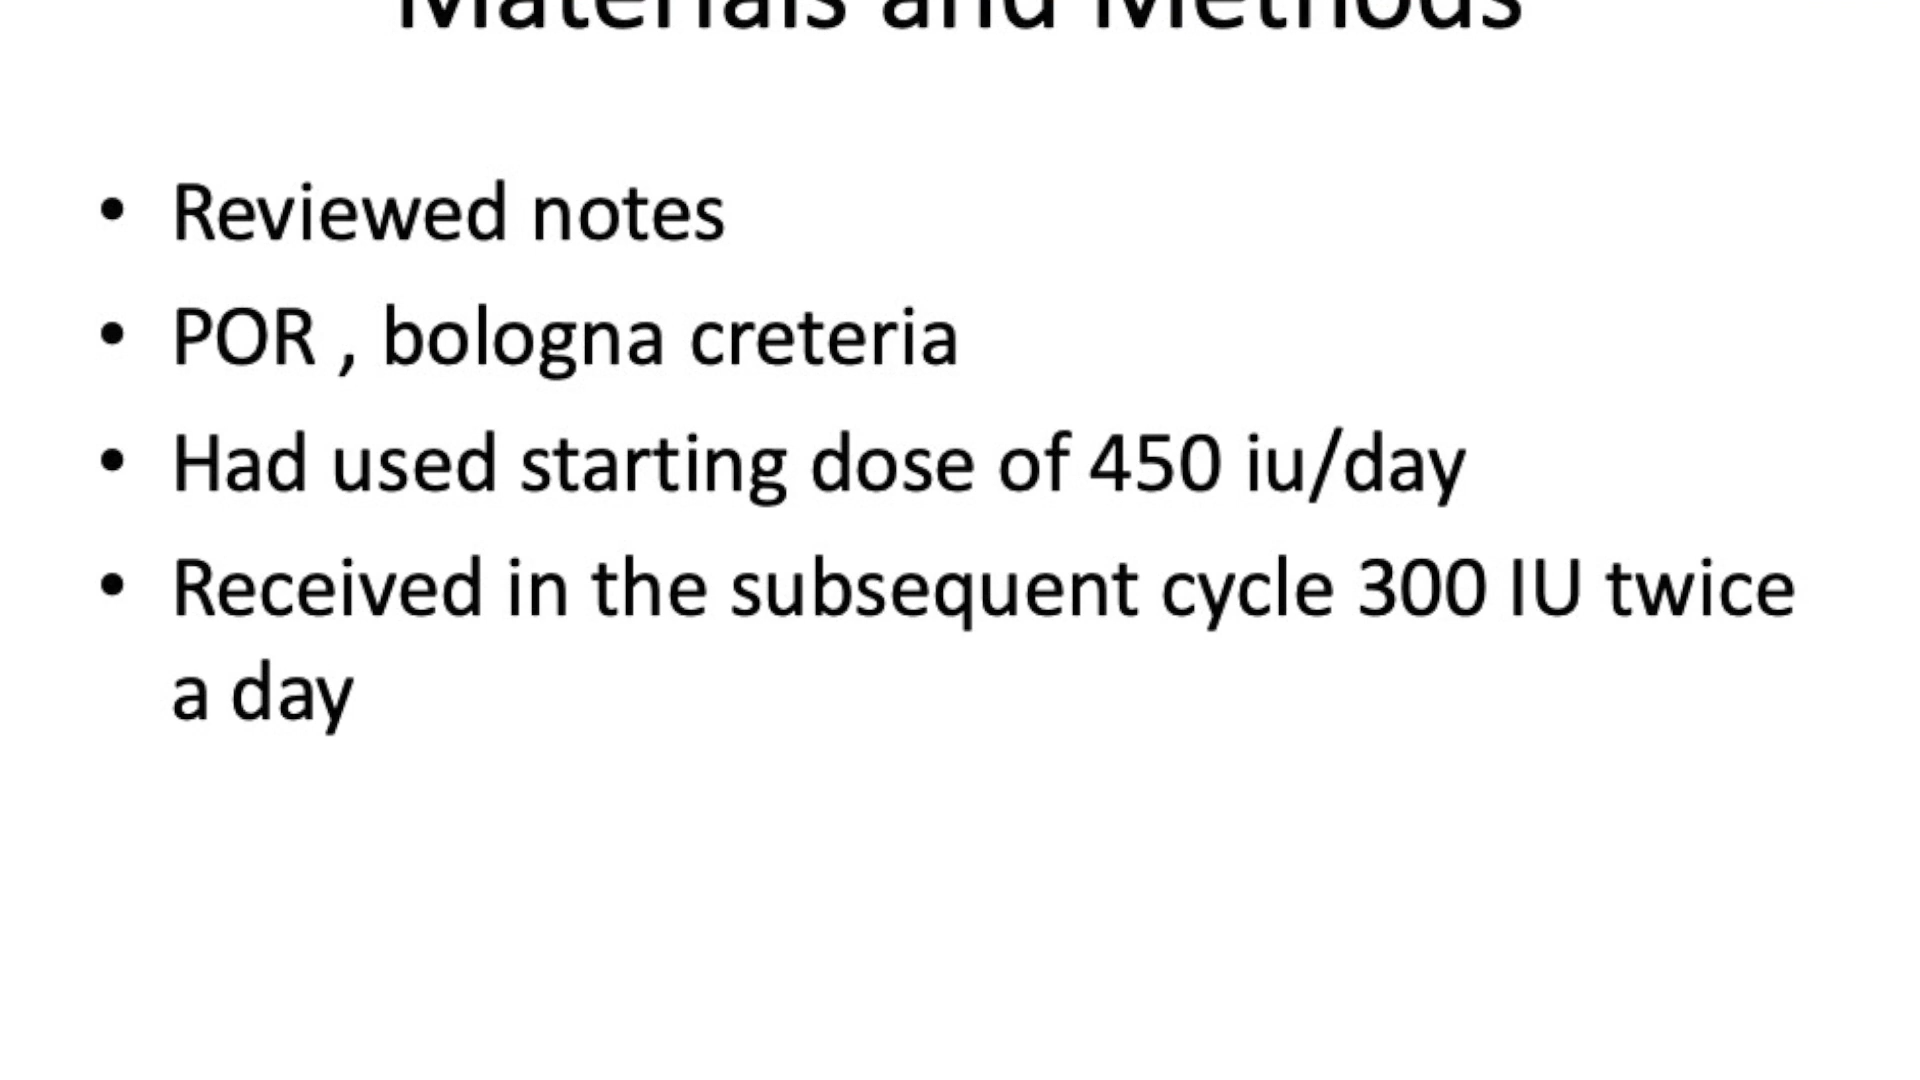 Materials and Methods
• Reviewed notes
• POR , bologna creteria
• Had used starting dose of 450 iu/day
• Received in the subsequent cycle 300 IU twice
a day